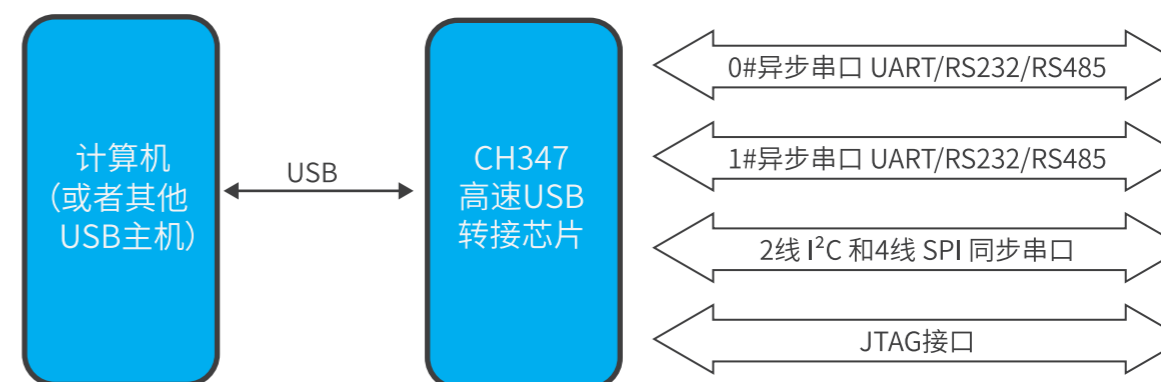 计算机
(或者其他
USB主机)
USB
CH347
高速USB
转接芯片
0#异步串口 UART/RS232/RS485
1#异步串口 UART/RS232/RS485
2线 I²C 和4线 SPI 同步串口
JTAG接口